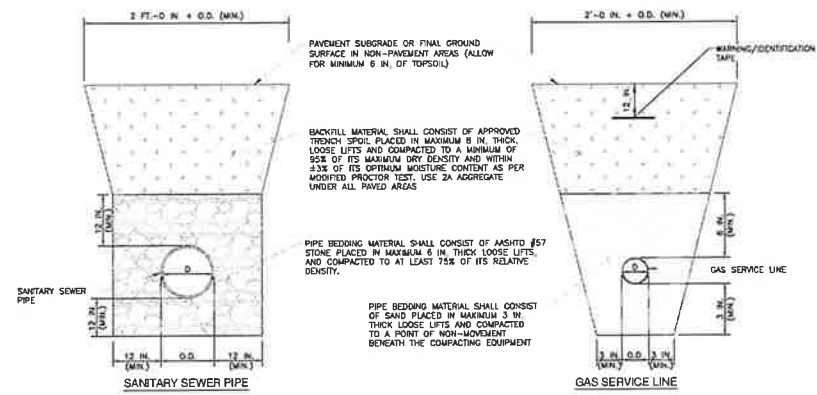 2 FT.-0 IN. + O.D. (MIN.)
2'-0 IN. + O.D. (MIN.)
PAVEMENT SUBGRADE OR FINAL GROUND
SURFACE IN NON-PAVEMENT AREAS (ALLOW
FOR MINIMUM 6 IN. OF TOPSOIL)
WARNING/IDENTIFICATION
TAPE
12 IN.
BACKFILL MATERIAL SHALL CONSIST OF APPROVED
TRENCH SPOIL PLACED IN MAXIMUM 8 IN. THICK,
LOOSE LIFTS AND COMPACTED TO A MINIMUM OF
95% OF ITS MAXIMUM DRY DENSITY AND WITHIN
±3% OF ITS OPTIMUM MOISTURE CONTENT AS PER
MODIFIED PROCTOR TEST. USE 2A AGGREGATE
UNDER ALL PAVED AREAS
12 IN.
(MIN.)
6 IN.
(MIN.)
PIPE BEDDING MATERIAL SHALL CONSIST OF AASHTO #57
STONE PLACED IN MAXIMUM 6 IN. THICK LOOSE LIFTS,
AND COMPACTED TO AT LEAST 75% OF ITS RELATIVE
DENSITY.
D
D
GAS SERVICE LINE
SANITARY SEWER
PIPE
12 IN.
(MIN.)
3 IN.
(MIN.)
PIPE BEDDING MATERIAL SHALL CONSIST
OF SAND PLACED IN MAXIMUM 3 IN.
THICK LOOSE LIFTS AND COMPACTED
TO A POINT OF NON-MOVEMENT
BENEATH THE COMPACTING EQUIPMENT
12 IN. O.D. 12 IN.
(MIN.) (MIN.)
3 IN. O.D. 3 IN.
(MIN.) (MIN.)
SANITARY SEWER PIPE
GAS SERVICE LINE